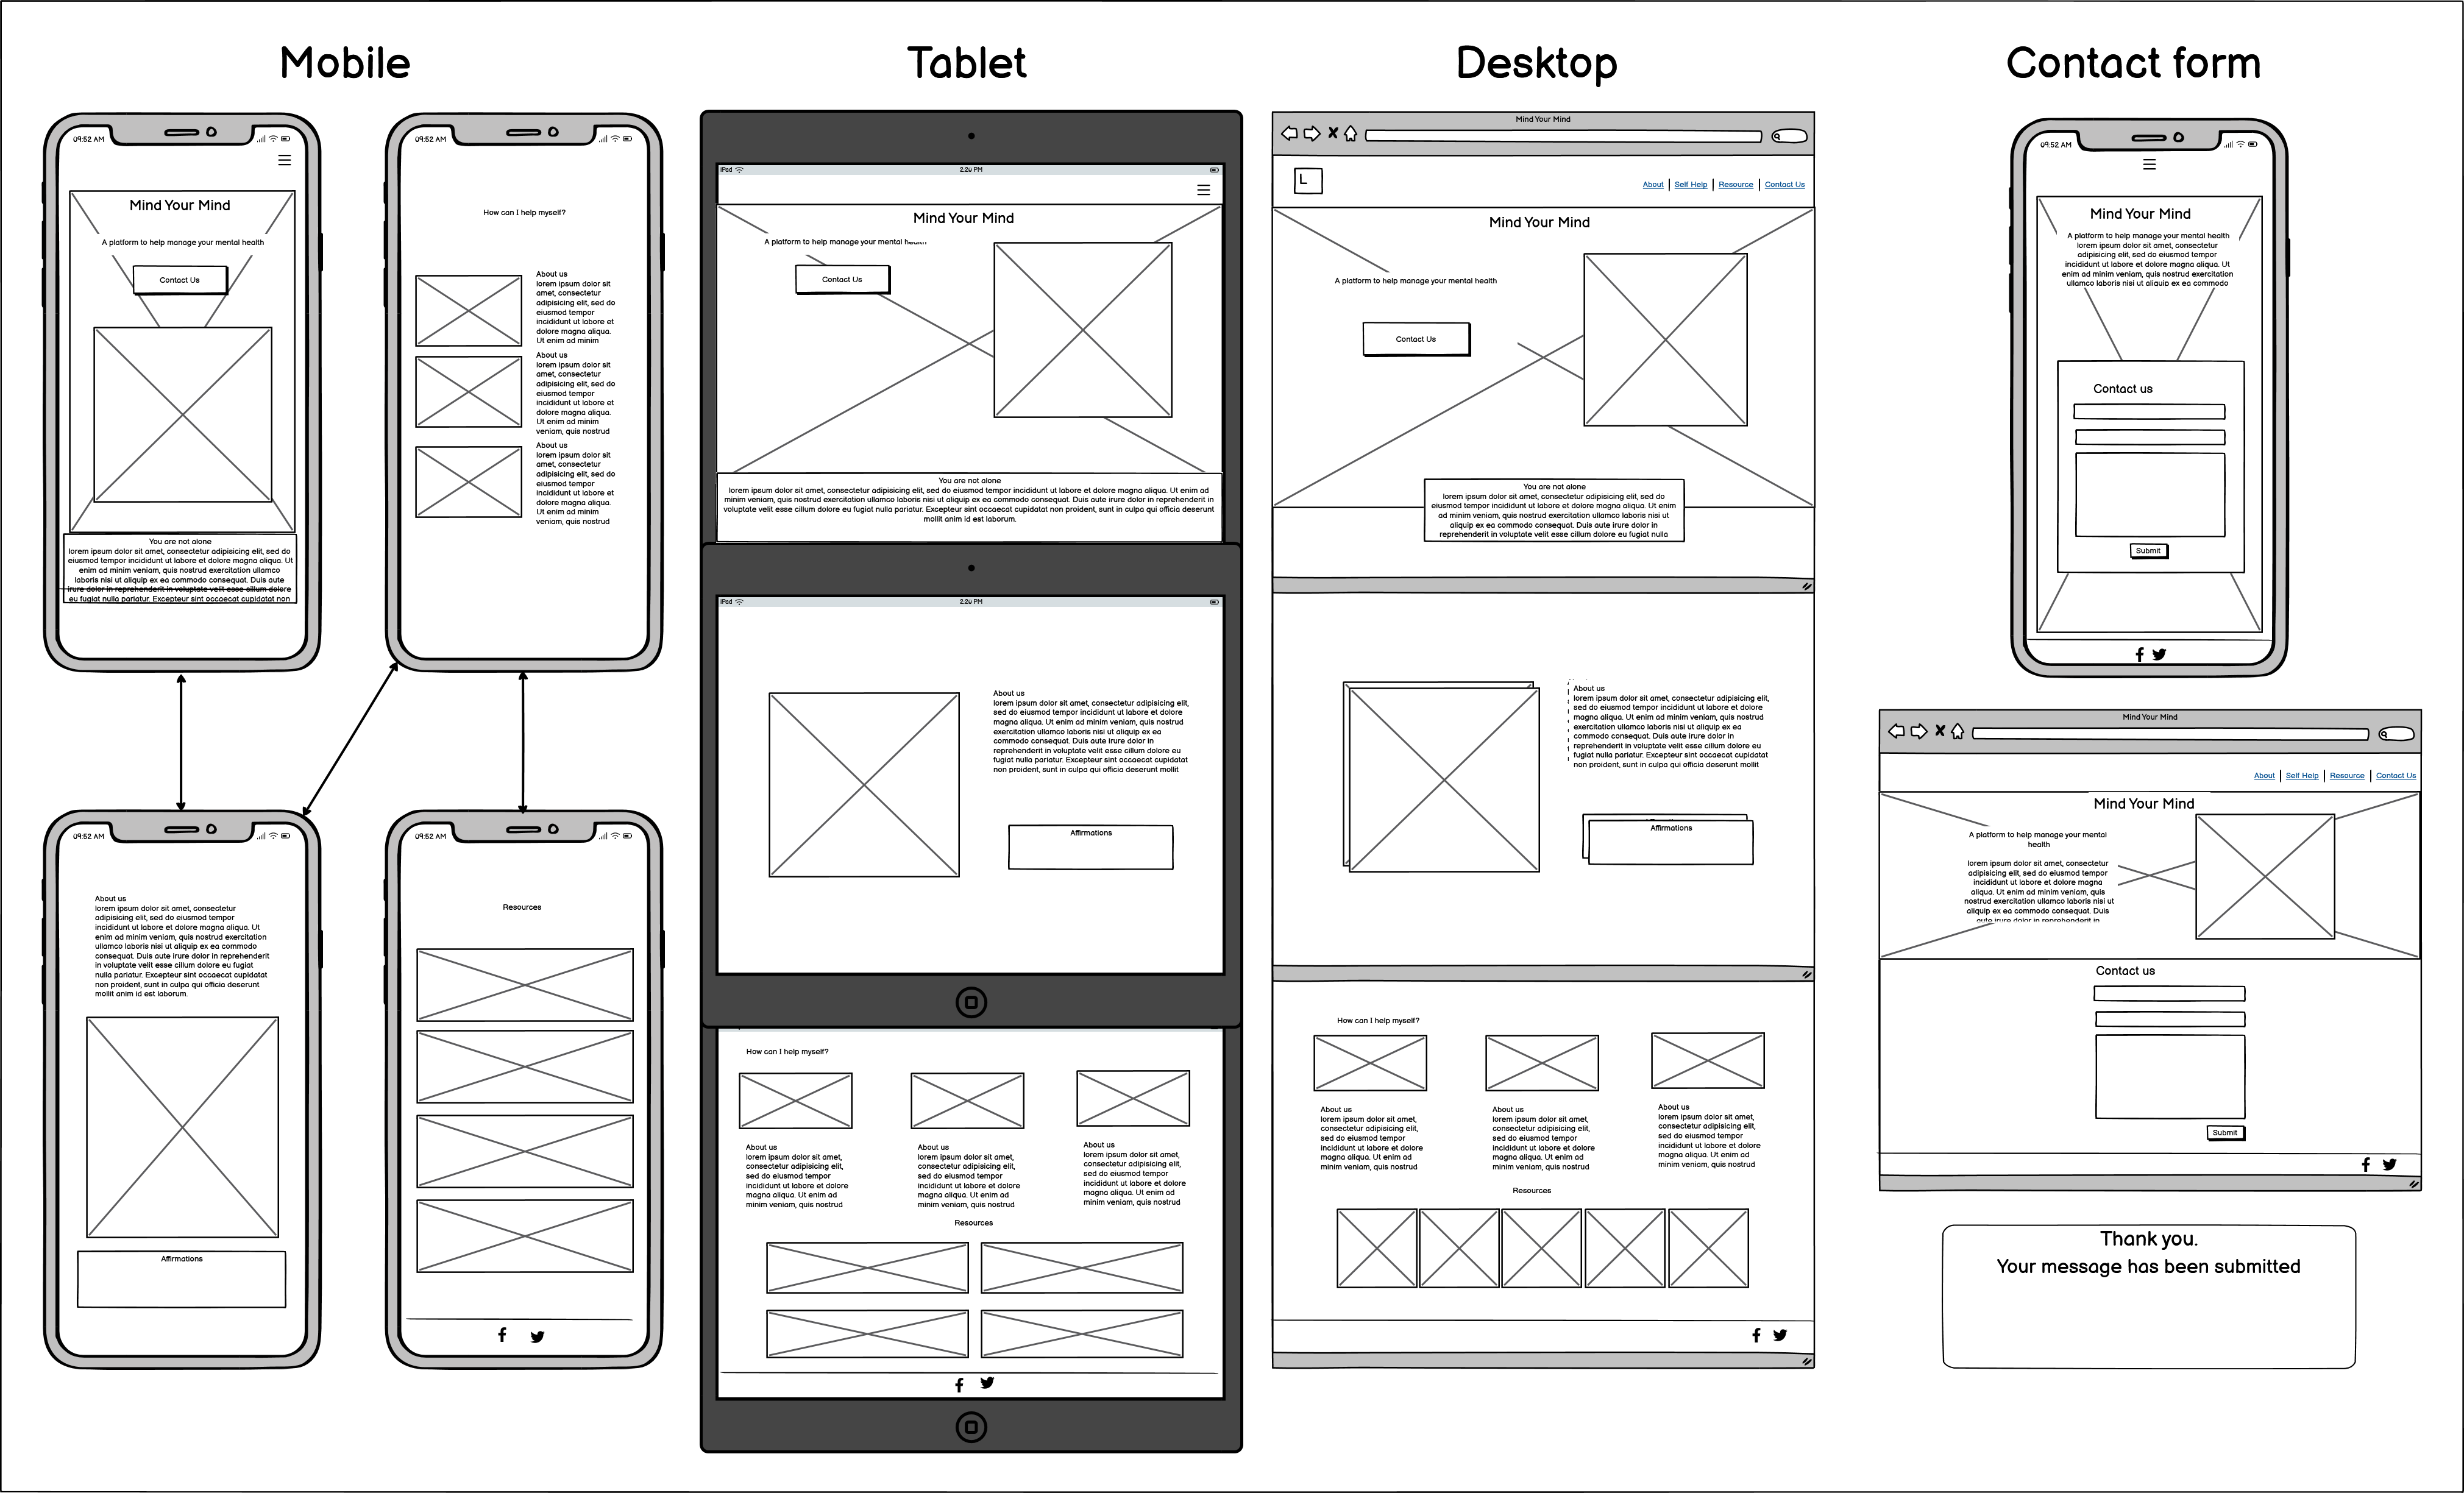 Mobile
09:52 AM
Mind Your Mind
A platform to help manage your mental health
Contact Us
You are not alone
lorem ipsum dolor sit amet, consectetur adipisicing elit, sed do
eiusmod tempor incididunt ut labore et dolore magna aliqua. Ut
enim ad minim veniam, quis nostrud exercitation ullamco
laboris nisi ut aliquip ex ea commodo consequat. Duis aute
irure dolor in reprehenderit in voluptate velit esse cillum dolore
eu fugiat nulla pariatur. Excepteur sint occaecat cupidatat non
09:52 AM
How can I help myself?
About us
lorem ipsum dolor sit
amet, consectetur
adipisicing elit, sed do
eiusmod tempor
incididunt ut labore et
dolore magna aliqua.
Ut enim ad minim
About us
lorem ipsum dolor sit
amet, consectetur
adipisicing elit, sed do
eiusmod tempor
incididunt ut labore et
dolore magna aliqua.
Ut enim ad minim
veniam, quis nostrud
About us
lorem ipsum dolor sit
amet, consectetur
adipisicing elit, sed do
eiusmod tempor
incididunt ut labore et
dolore magna aliqua.
Ut enim ad minim
veniam, quis nostrud
09:52 AM
About us
lorem ipsum dolor sit amet, consectetur
adipisicing elit, sed do eiusmod tempor
incididunt ut labore et dolore magna aliqua. Ut
enim ad minim veniam, quis nostrud exercitation
ullamco laboris nisi ut aliquip ex ea commodo
consequat. Duis aute irure dolor in reprehenderit
in voluptate velit esse cillum dolore eu fugiat
nulla pariatur. Excepteur sint occaecat cupidatat
non proident, sunt in culpa qui officia deserunt
mollit anim id est laborum.
Affirmations
09:52 AM
Resources
Tablet
iPad
2:20 PM
Mind Your Mind
A platform to help manage your mental health
Contact Us
You are not alone
lorem ipsum dolor sit amet, consectetur adipisicing elit, sed do eiusmod tempor incididunt ut labore et dolore magna aliqua. Ut enim ad
minim veniam, quis nostrud exercitation ullamco laboris nisi ut aliquip ex ea commodo consequat. Duis aute irure dolor in reprehenderit in
voluptate velit esse cillum dolore eu fugiat nulla pariatur. Excepteur sint occaecat cupidatat non proident, sunt in culpa qui officia deserunt
mollit anim id est laborum.
iPad
2:20 PM
About us
lorem ipsum dolor sit amet, consectetur adipisicing elit,
sed do eiusmod tempor incididunt ut labore et dolore
magna aliqua. Ut enim ad minim veniam, quis nostrud
exercitation ullamco laboris nisi ut aliquip ex ea
commodo consequat. Duis aute irure dolor in
reprehenderit in voluptate velit esse cillum dolore eu
fugiat nulla pariatur. Excepteur sint occaecat cupidatat
non proident, sunt in culpa qui officia deserunt mollit
Affirmations
How can I help myself?
About us
lorem ipsum dolor sit amet,
consectetur adipisicing elit,
sed do eiusmod tempor
incididunt ut labore et dolore
magna aliqua. Ut enim ad
minim veniam, quis nostrud
About us
lorem ipsum dolor sit amet,
consectetur adipisicing elit,
sed do eiusmod tempor
incididunt ut labore et dolore
magna aliqua. Ut enim ad
minim veniam, quis nostrud
About us
lorem ipsum dolor sit amet,
consectetur adipisicing elit,
sed do eiusmod tempor
incididunt ut labore et dolore
magna aliqua. Ut enim ad
minim veniam, quis nostrud
Resources
Desktop
Mind Your Mind
L
About
Self Help
Resource
Contact Us
Mind Your Mind
A platform to help manage your mental health
Contact Us
You are not alone
lorem ipsum dolor sit amet, consectetur adipisicing elit, sed do
eiusmod tempor incididunt ut labore et dolore magna aliqua. Ut enim
ad minim veniam, quis nostrud exercitation ullamco laboris nisi ut
aliquip ex ea commodo consequat. Duis aute irure dolor in
reprehenderit in voluptate velit esse cillum dolore eu fugiat nulla
About us
lorem ipsum dolor sit amet, consectetur adipisicing elit,
sed do eiusmod tempor incididunt ut labore et dolore
magna aliqua. Ut enim ad minim veniam, quis nostrud
exercitation ullamco laboris nisi ut aliquip ex ea
commodo consequat. Duis aute irure dolor in
reprehenderit in voluptate velit esse cillum dolore eu
fugiat nulla pariatur. Excepteur sint occaecat cupidatat
non proident, sunt in culpa qui officia deserunt mollit
Affirmations
How can I help myself?
About us
lorem ipsum dolor sit amet,
consectetur adipisicing elit,
sed do eiusmod tempor
incididunt ut labore et dolore
magna aliqua. Ut enim ad
minim veniam, quis nostrud
About us
lorem ipsum dolor sit amet,
consectetur adipisicing elit,
sed do eiusmod tempor
incididunt ut labore et dolore
magna aliqua. Ut enim ad
minim veniam, quis nostrud
About us
lorem ipsum dolor sit amet,
consectetur adipisicing elit,
sed do eiusmod tempor
incididunt ut labore et dolore
magna aliqua. Ut enim ad
minim veniam, quis nostrud
Resources
Contact form
09:52 AM
Mind Your Mind
A platform to help manage your mental health
lorem ipsum dolor sit amet, consectetur
adipisicing elit, sed do eiusmod tempor
incididunt ut labore et dolore magna aliqua. Ut
enim ad minim veniam, quis nostrud exercitation
ullamco laboris nisi ut aliquip ex ea commodo
Contact us
Submit
Mind Your Mind
About
Self Help
Resource
Contact Us
Mind Your Mind
A platform to help manage your mental
health
lorem ipsum dolor sit amet, consectetur
adipisicing elit, sed do eiusmod tempor
incididunt ut labore et dolore magna
aliqua. Ut enim ad minim veniam, quis
nostrud exercitation ullamco laboris nisi ut
aliquip ex ea commodo consequat. Duis
aute irure dolor in reprehenderit in
Contact us
Submit
Thank you.
Your message has been submitted